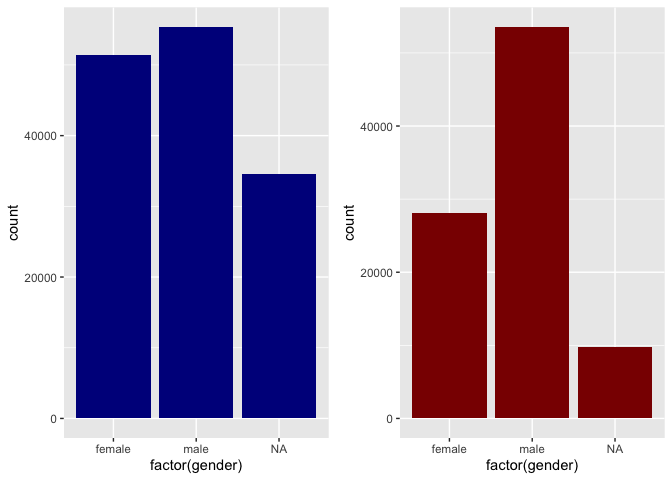 count
40000
20000
0
female male NA
factor(gender)
count
40000
20000
0
female male NA
factor(gender)